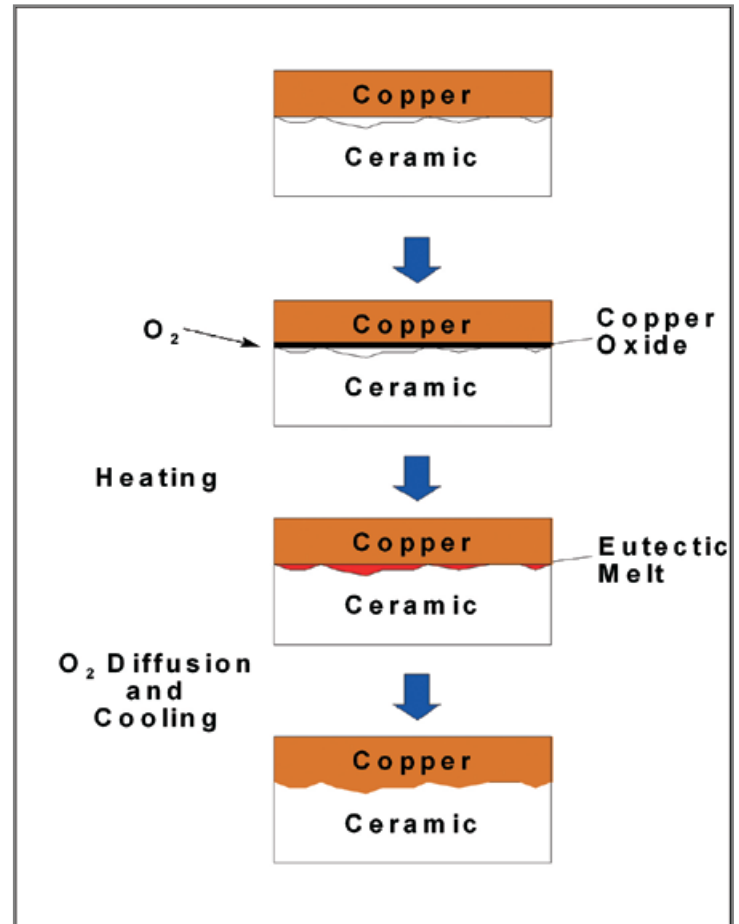 Copper
Ceramic
O₂
Copper
Copper
Oxide
Ceramic
Heating
Copper
Eutectic
Melt
Ceramic
O₂ Diffusion
and
Cooling
Copper
Ceramic